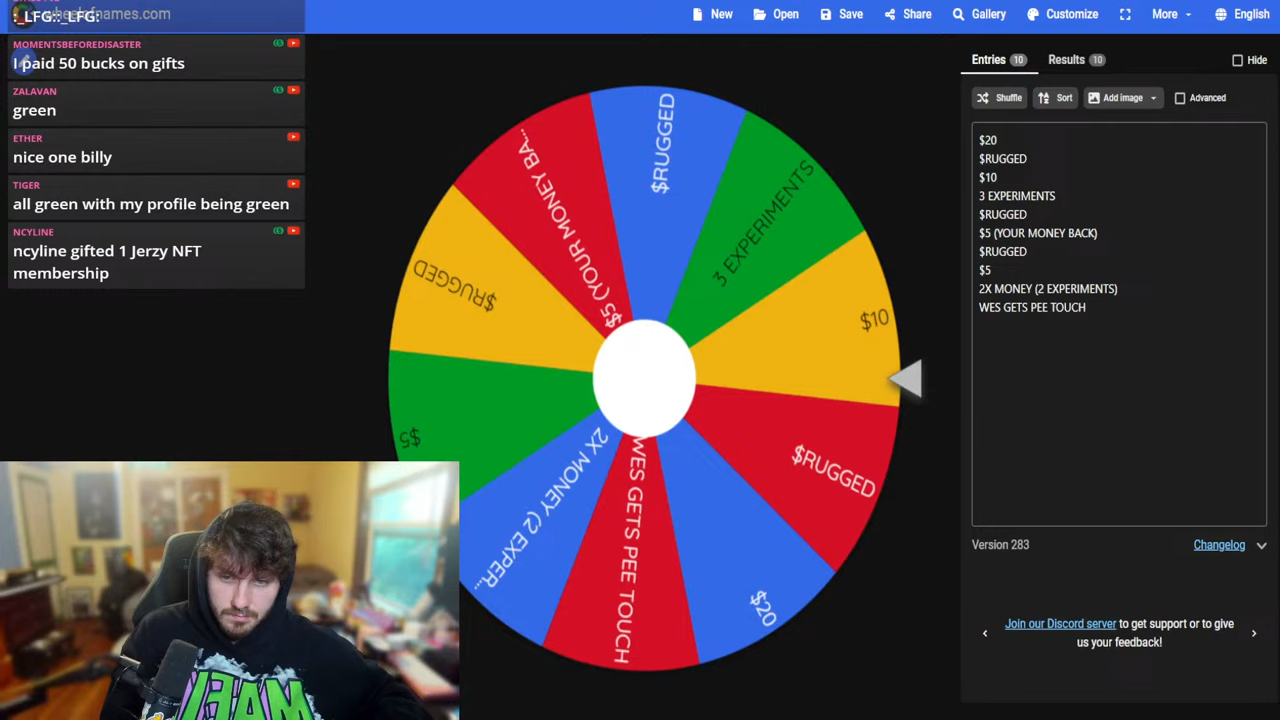 wheelofnames.com
:_LFG::_LFG:
MOMENTSBEFOREDISASTER
I paid 50 bucks on gifts
ZALAVAN
green
ETHER
nice one billy
TIGER
all green with my profile being green
NCYLINE
ncyline gifted 1 Jerzy NFT
membership
New
Open
Save
Share
Gallery
Customize
More
English
Entries 10
Results 10
Hide
Shuffle
Sort
Add image
Advanced
$20
$RUGGED
$10
3 EXPERIMENTS
$RUGGED
$5 (YOUR MONEY BACK)
$RUGGED
$5
2X MONEY (2 EXPERIMENTS)
WES GETS PEE TOUCH
$RUGGED
3 EXPERIMENTS
$10
$RUGGED
$20
WES GETS PEE TOUCH
2X MONEY (2 EXPER...
$5
$RUGGED
$5 (YOUR MONEY BA...
Version 283
Changelog
Join our Discord server to get support or to give
us your feedback!